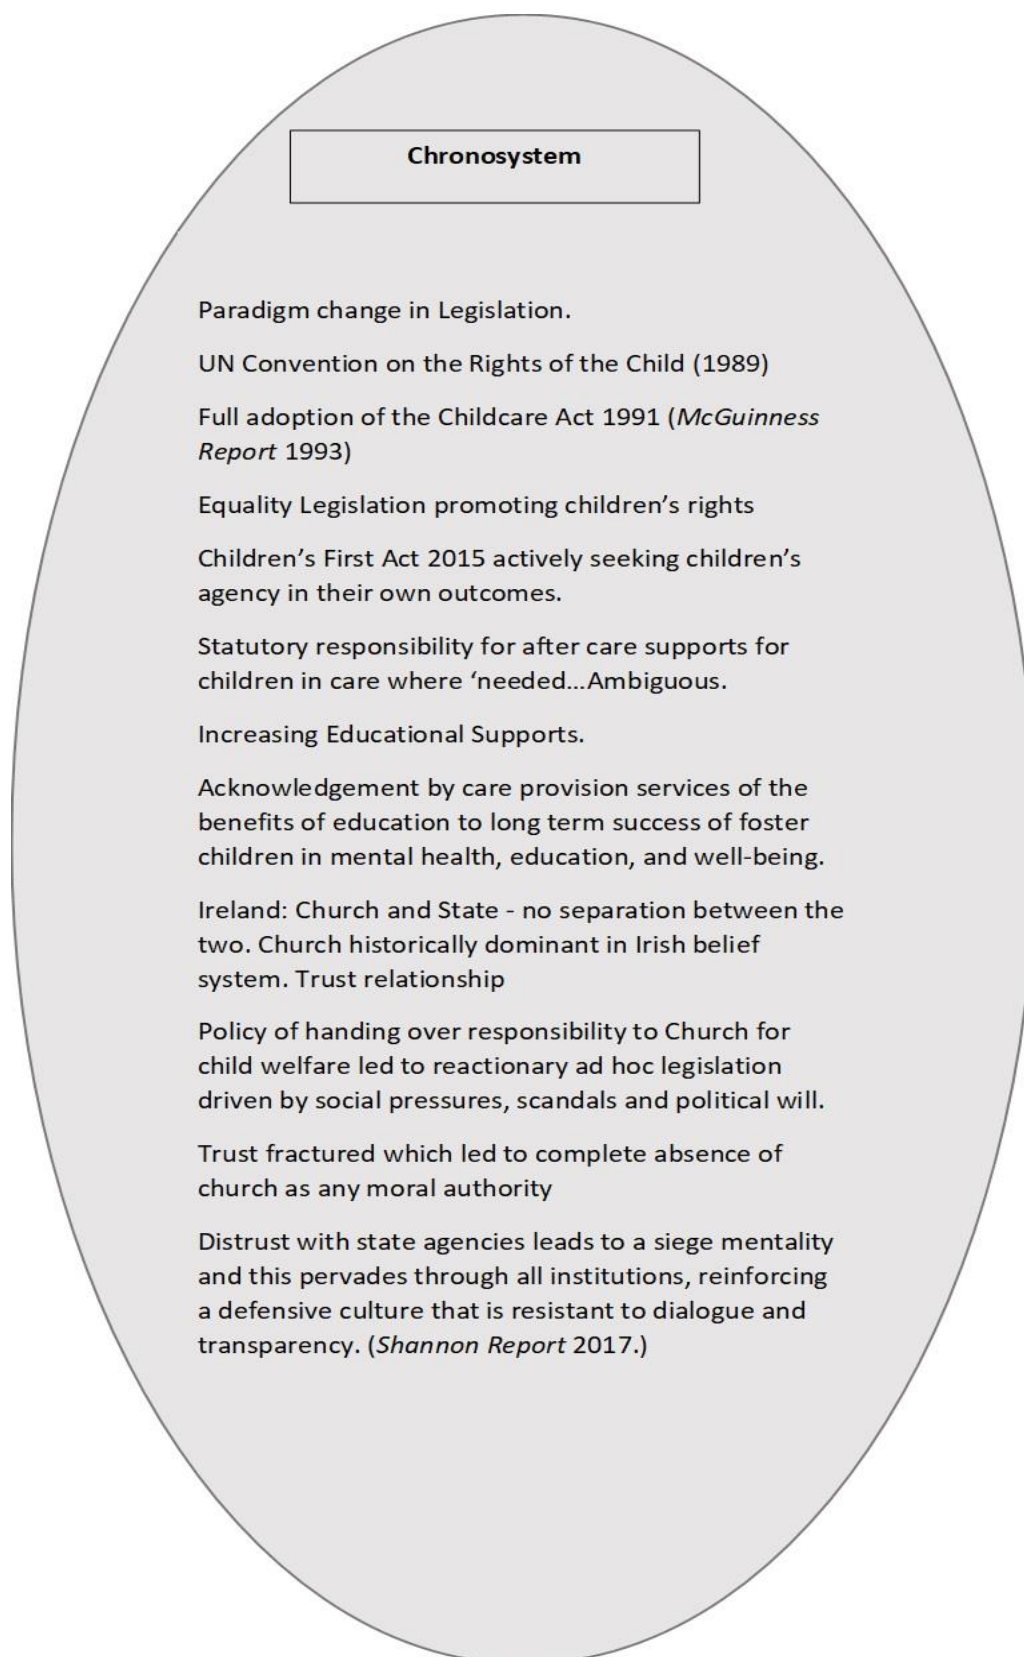 Chronosystem
Paradigm change in Legislation.
UN Convention on the Rights of the Child (1989)
Full adoption of the Childcare Act 1991 (McGuinness
Report 1993)
Equality Legislation promoting children’s rights
Children’s First Act 2015 actively seeking children’s
agency in their own outcomes.
Statutory responsibility for after care supports for
children in care where ‘needed…Ambiguous.
Increasing Educational Supports.
Acknowledgement by care provision services of the
benefits of education to long term success of foster
children in mental health, education, and well-being.
Ireland: Church and State - no separation between the
two. Church historically dominant in Irish belief
system. Trust relationship
Policy of handing over responsibility to Church for
child welfare led to reactionary ad hoc legislation
driven by social pressures, scandals and political will.
Trust fractured which led to complete absence of
church as any moral authority
Distrust with state agencies leads to a siege mentality
and this pervades through all institutions, reinforcing
a defensive culture that is resistant to dialogue and
transparency. (Shannon Report 2017.)